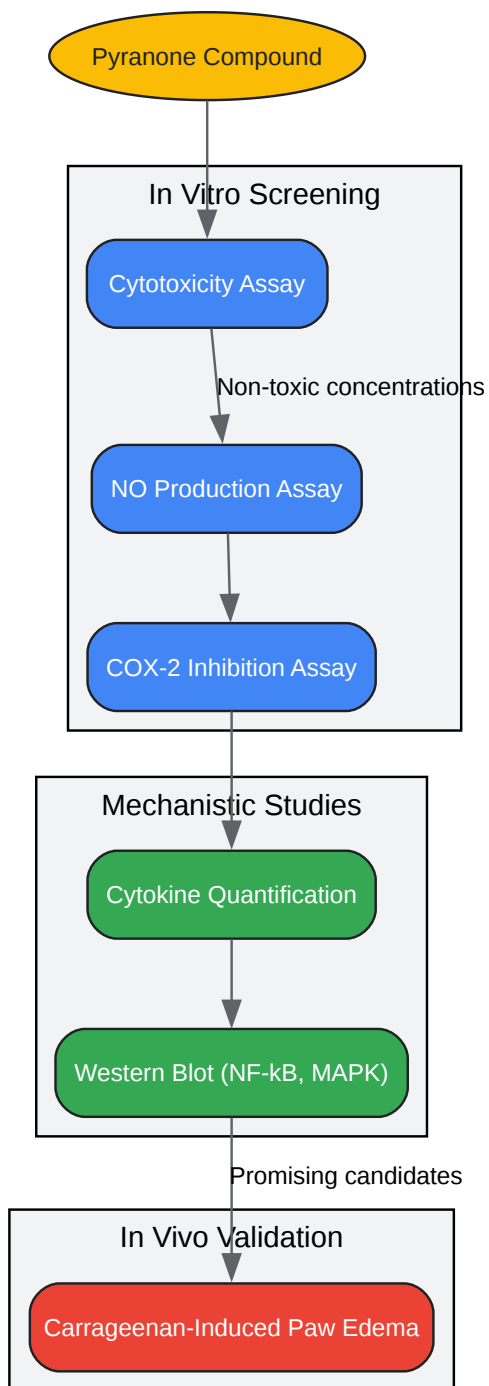 Pyranone Compound
In Vitro Screening
Cytotoxicity Assay
Non-toxic concentrations
NO Production Assay
COX-2 Inhibition Assay
Mechanistic Studies
Cytokine Quantification
Western Blot (NF-kB, MAPK)
Promising candidates
In Vivo Validation
Carrageenan-Induced Paw Edema